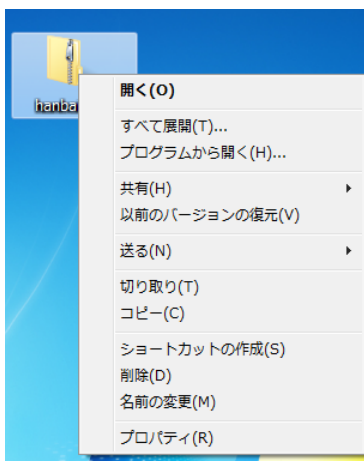 開く(O)
すべて展開(T)...
プログラムから開く(H)...
共有(H)
以前のバージョンの復元(V)
送る(N)
切り取り(T)
コピー(C)
ショートカットの作成(S)
削除(D)
名前の変更(M)
プロパティ(R)